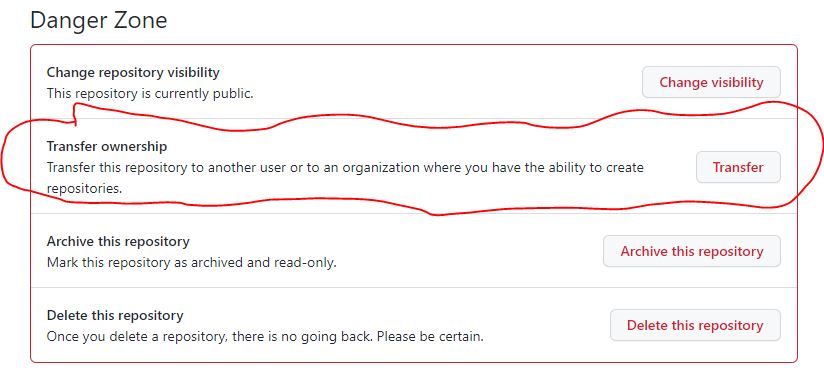 Danger Zone
Change repository visibility
This repository is currently public.
Change visibility
Transfer ownership
Transfer this repository to another user or to an organization where you have the ability to create
repositories.
Transfer
Archive this repository
Mark this repository as archived and read-only.
Archive this repository
Delete this repository
Once you delete a repository, there is no going back. Please be certain.
Delete this repository